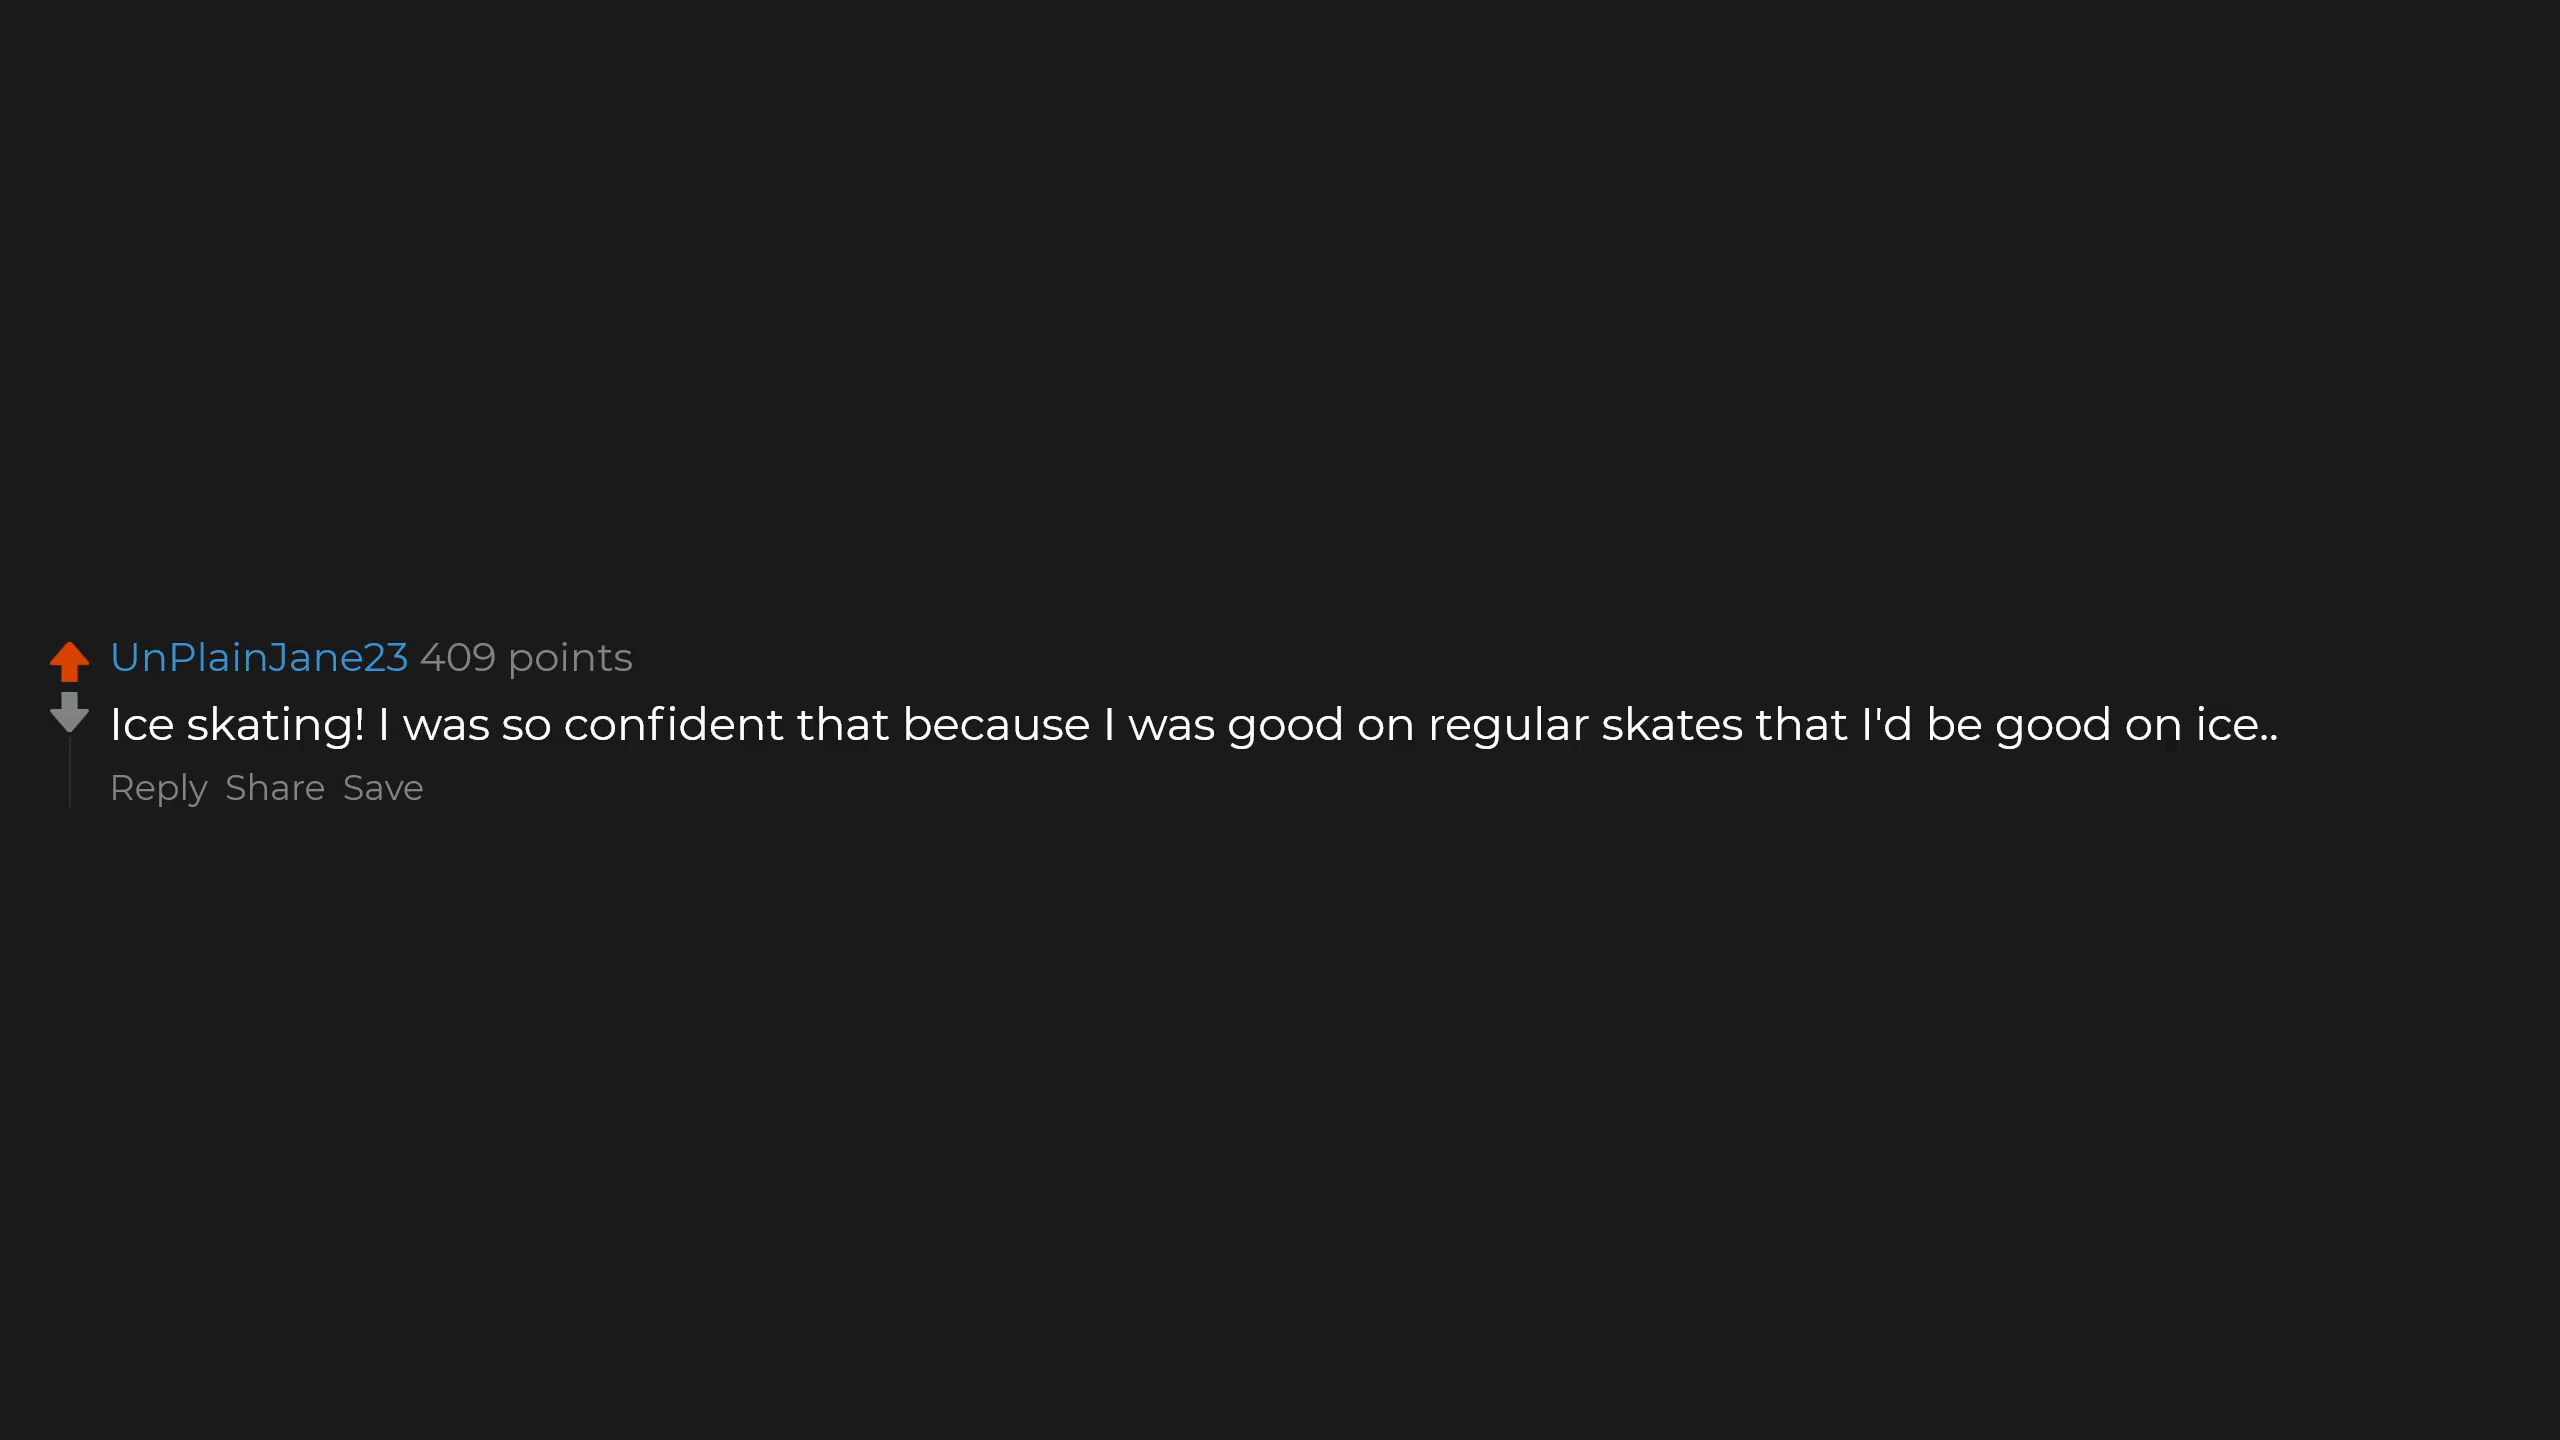 UnPlainJane23 409 points
Ice skating! I was so confident that because I was good on regular skates that I'd be good on ice..
Reply Share Save